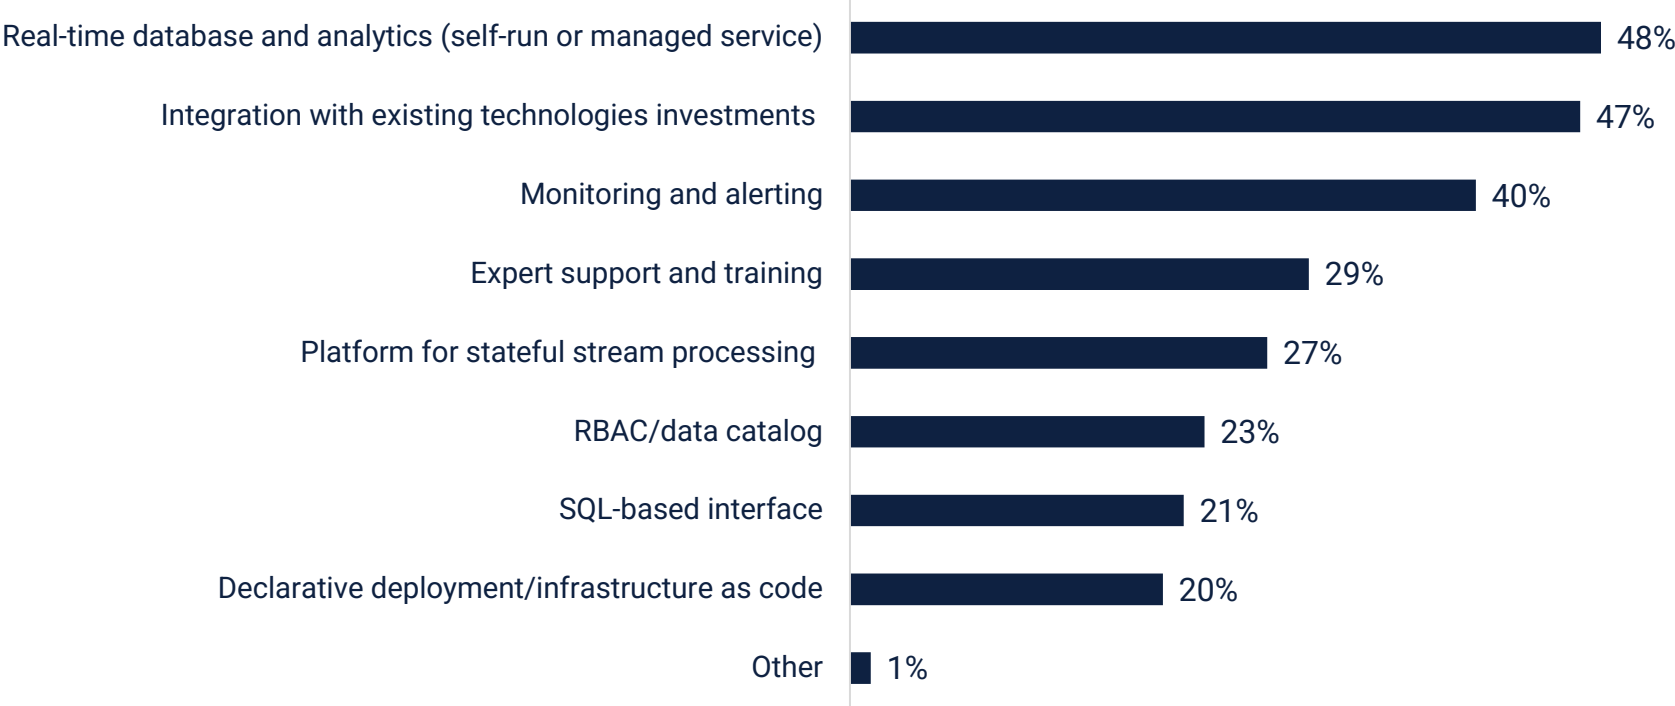 Real-time database and analytics (self-run or managed service) 48%
Integration with existing technologies investments 47%
Monitoring and alerting 40%
Expert support and training 29%
Platform for stateful stream processing 27%
RBAC/data catalog 23%
SQL-based interface 21%
Declarative deployment/infrastructure as code 20%
Other 1%